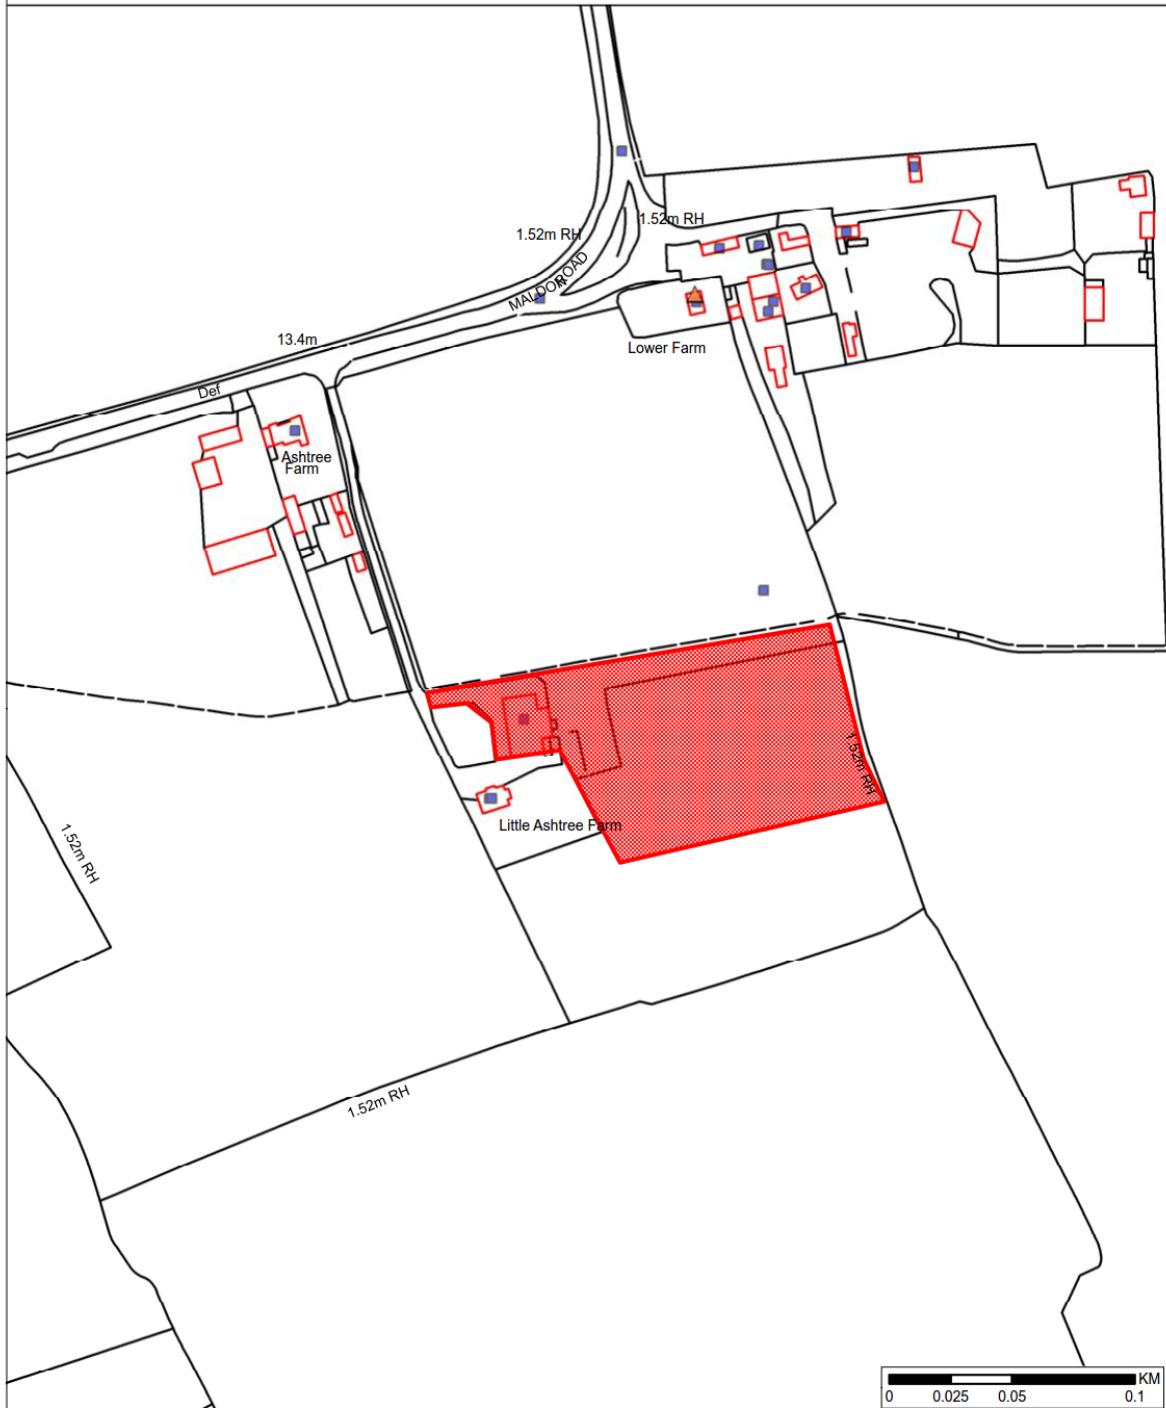 1.52m RH
1.52m RH
MALDON ROAD
13.4m
Lower Farm
Def
Ashtree
Farm
1.52m RH
Little Ashtree Farm
1.52m RH
1.52m RH
KM
0 0.025 0.05 0.1